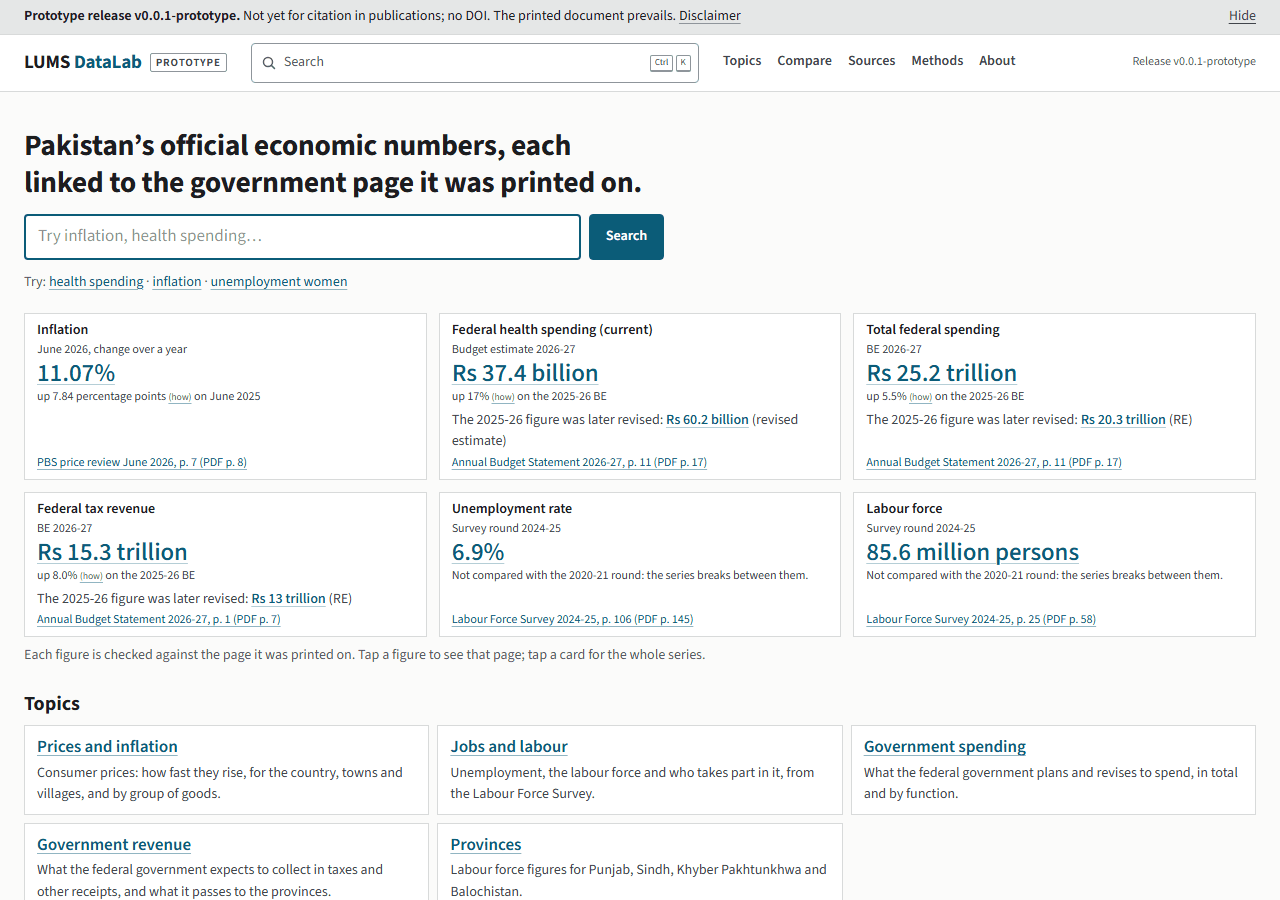 Prototype release v0.0.1-prototype. Not yet for citation in publications; no DOI. The printed document prevails. Disclaimer
Hide
LUMS DataLab PROTOTYPE
Search
Ctrl K
Topics Compare Sources Methods About
Release v0.0.1-prototype
Pakistan’s official economic numbers, each
linked to the government page it was printed on.
Try inflation, health spending…
Search
Try: health spending · inflation · unemployment women
Inflation
June 2026, change over a year
11.07%
up 7.84 percentage points (how) on June 2025
PBS price review June 2026, p. 7 (PDF p. 8)
Federal health spending (current)
Budget estimate 2026-27
Rs 37.4 billion
up 17% (how) on the 2025-26 BE
The 2025-26 figure was later revised: Rs 60.2 billion (revised
estimate)
Annual Budget Statement 2026-27, p. 11 (PDF p. 17)
Total federal spending
BE 2026-27
Rs 25.2 trillion
up 5.5% (how) on the 2025-26 BE
The 2025-26 figure was later revised: Rs 20.3 trillion (RE)
Annual Budget Statement 2026-27, p. 11 (PDF p. 17)
Federal tax revenue
BE 2026-27
Rs 15.3 trillion
up 8.0% (how) on the 2025-26 BE
The 2025-26 figure was later revised: Rs 13 trillion (RE)
Annual Budget Statement 2026-27, p. 1 (PDF p. 7)
Unemployment rate
Survey round 2024-25
6.9%
Not compared with the 2020-21 round: the series breaks between them.
Labour Force Survey 2024-25, p. 106 (PDF p. 145)
Labour force
Survey round 2024-25
85.6 million persons
Not compared with the 2020-21 round: the series breaks between them.
Labour Force Survey 2024-25, p. 25 (PDF p. 58)
Each figure is checked against the page it was printed on. Tap a figure to see that page; tap a card for the whole series.
Topics
Prices and inflation
Consumer prices: how fast they rise, for the country, towns and
villages, and by group of goods.
Jobs and labour
Unemployment, the labour force and who takes part in it, from
the Labour Force Survey.
Government spending
What the federal government plans and revises to spend, in total
and by function.
Government revenue
What the federal government expects to collect in taxes and
other receipts, and what it passes to the provinces.
Provinces
Labour force figures for Punjab, Sindh, Khyber Pakhtunkhwa and
Balochistan.